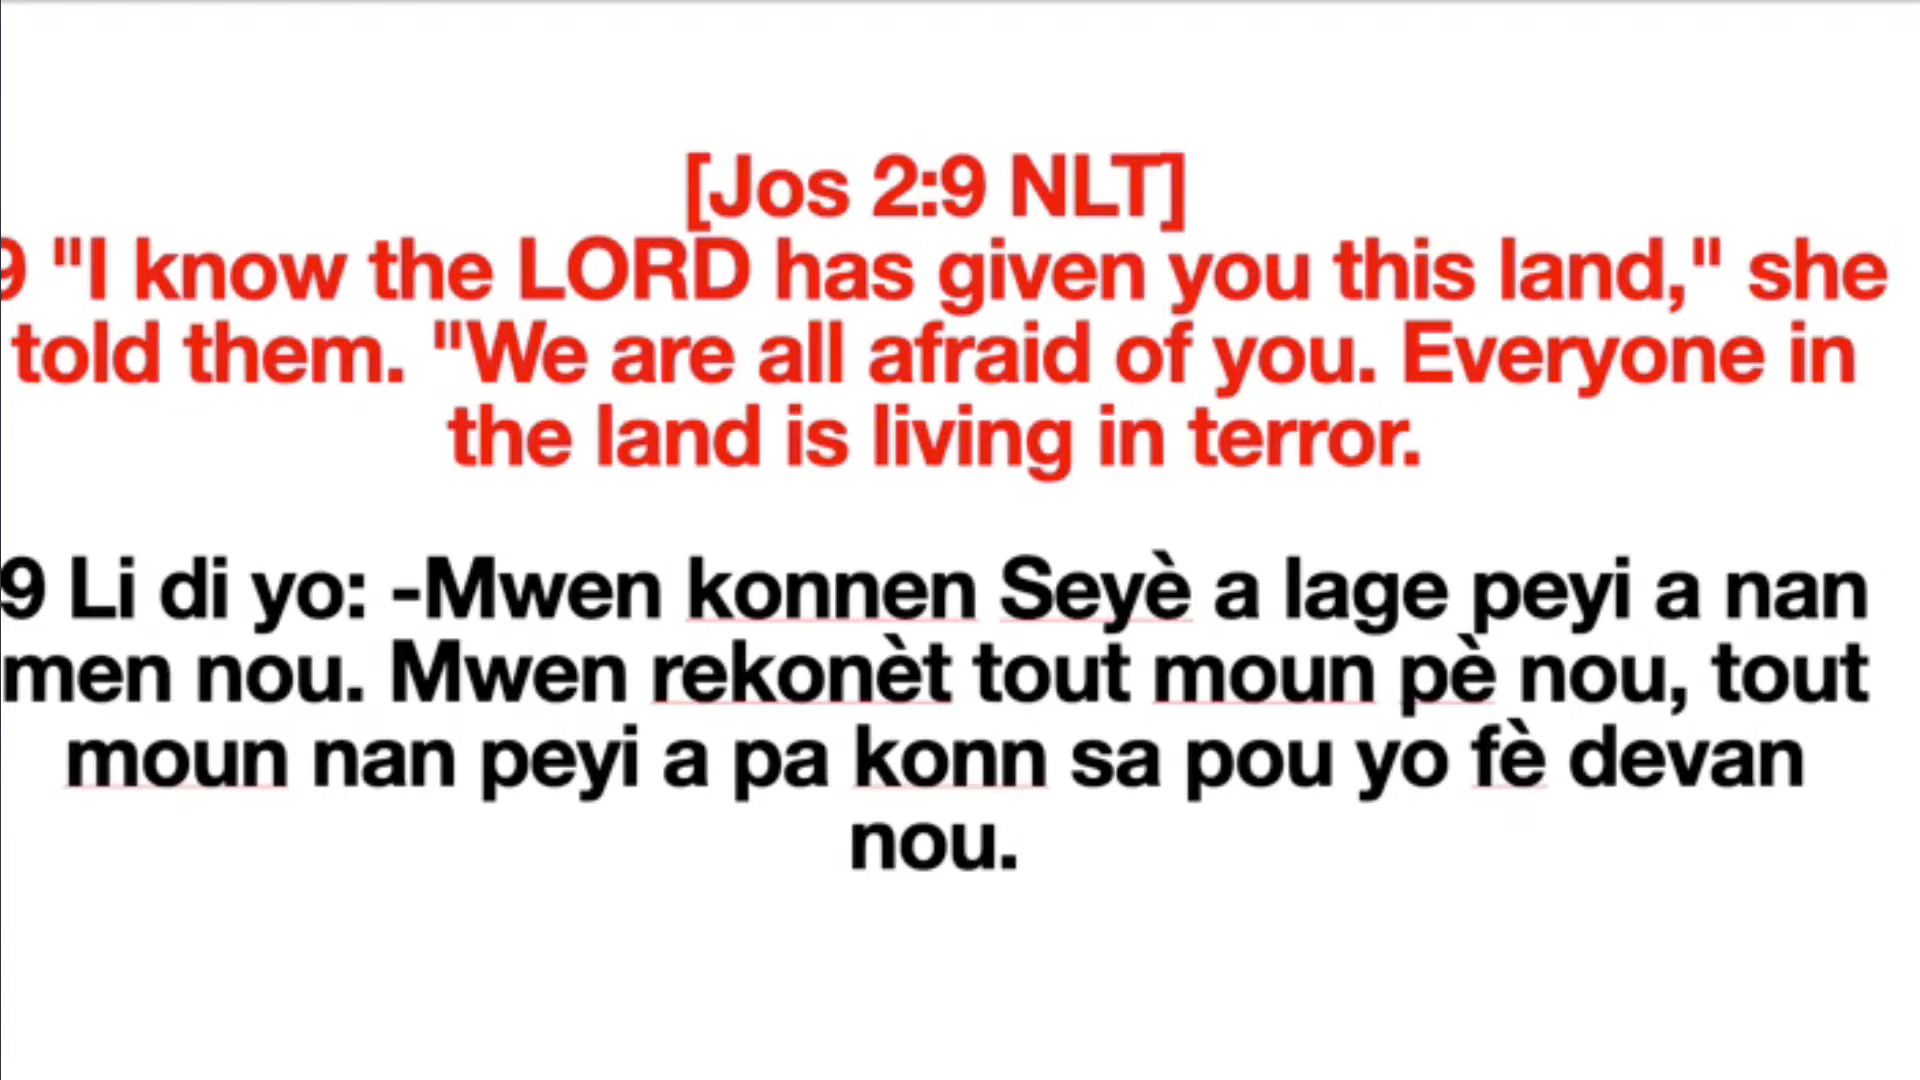 [Jos 2:9 NLT]
9 "I know the LORD has given you this land," she
told them. "We are all afraid of you. Everyone in
the land is living in terror.
9 Li di yo: -Mwen konnen Seyè a lage peyi a nan
men nou. Mwen rekonèt tout moun pè nou, tout
moun nan peyi a pa konn sa pou yo fè devan
nou.